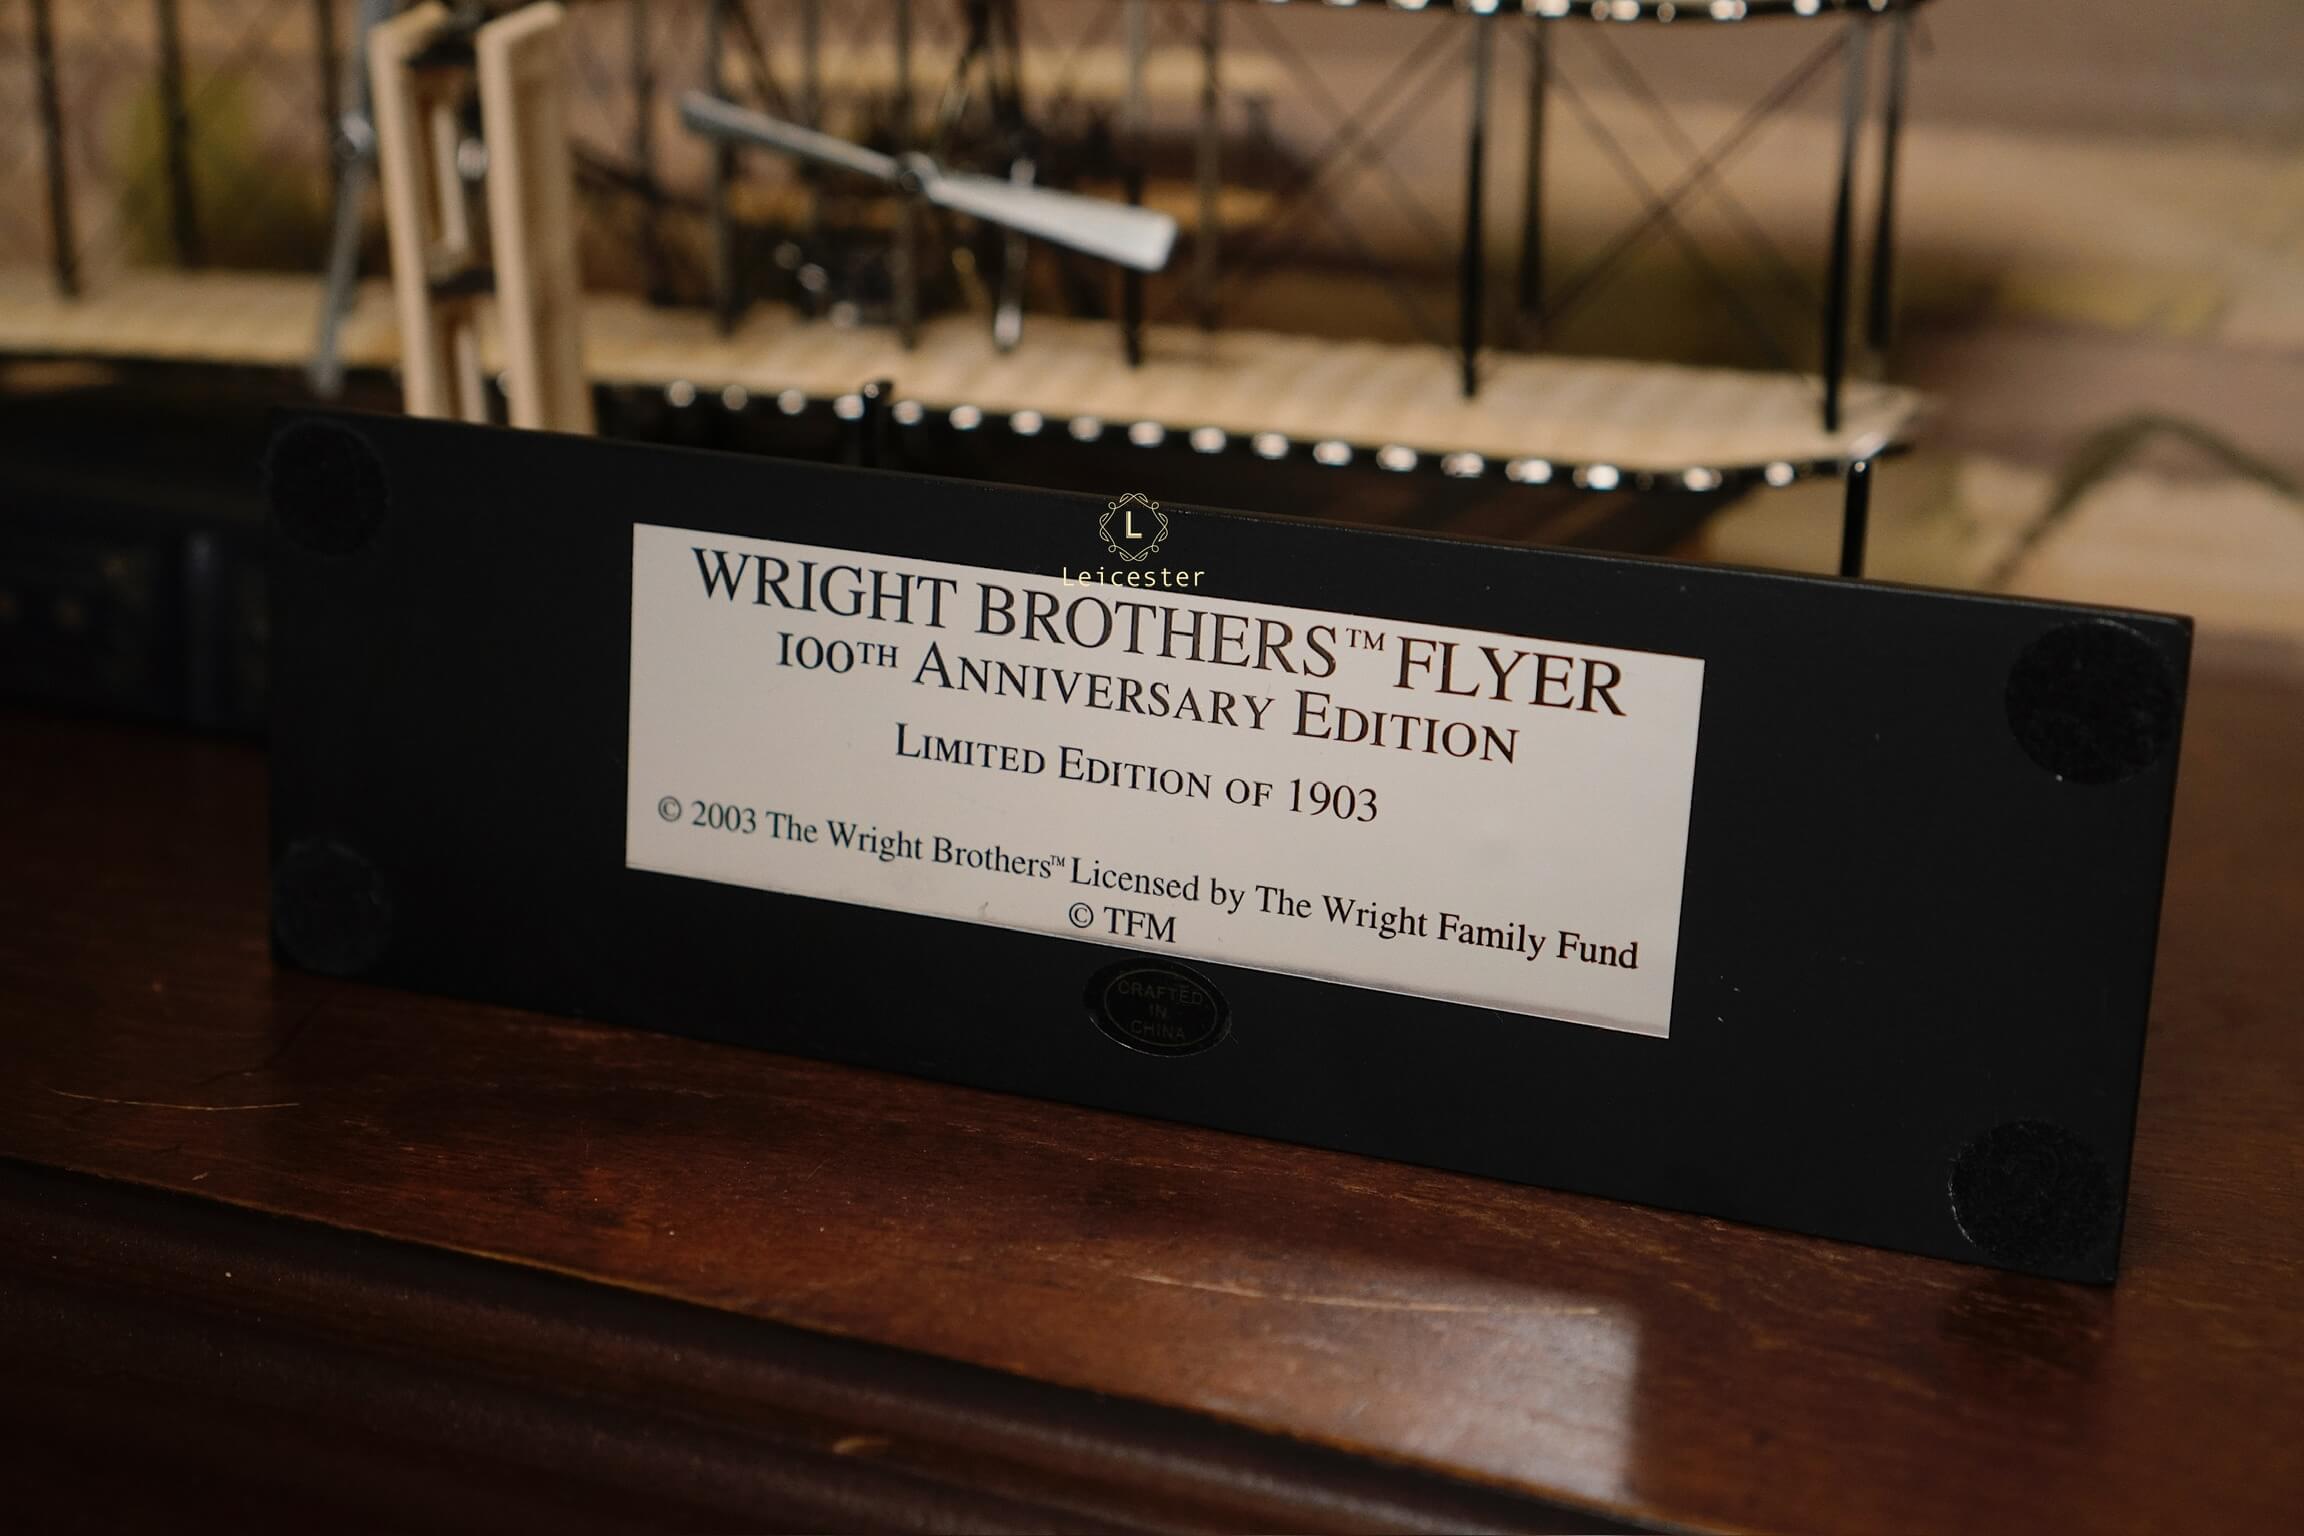 L
Leicester
WRIGHT BROTHERS™ FLYER
100TH ANNIVERSARY EDITION
LIMITED EDITION OF 1903
© 2003 The Wright Brothers™ Licensed by The Wright Family Fund
© TFM
CRAFTED
IN
CHINA